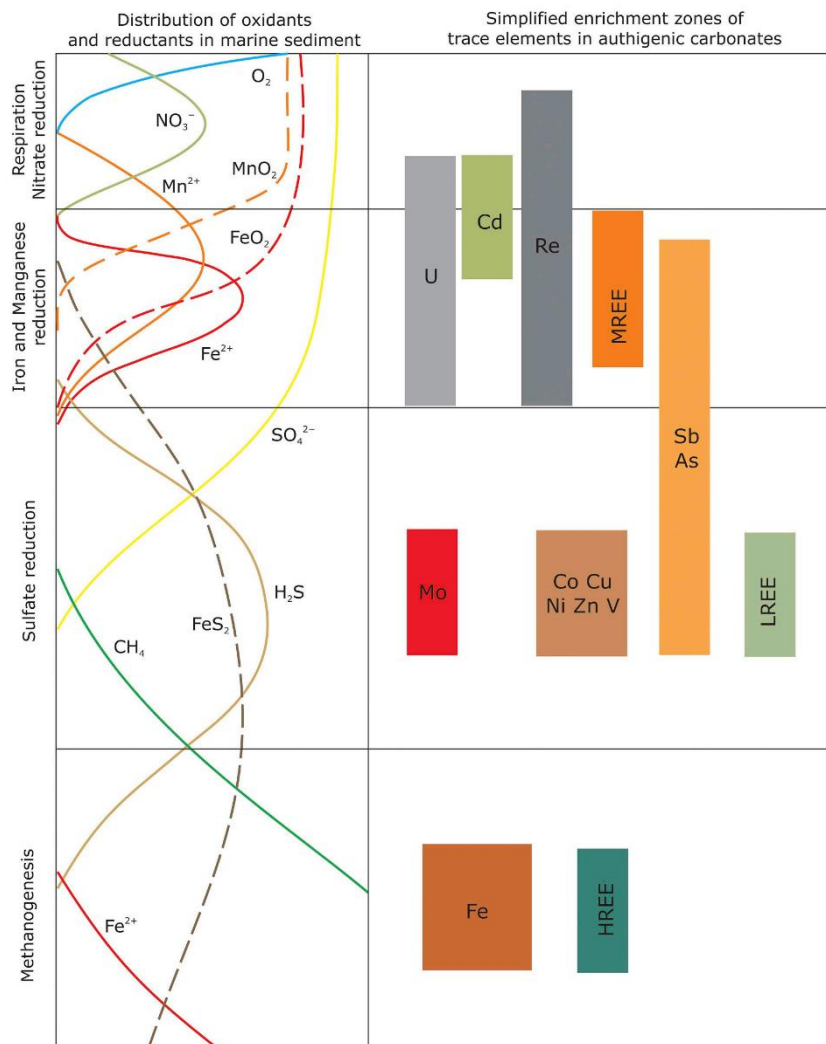 Distribution of oxidants
and reductants in marine sediment
Simplified enrichment zones of
trace elements in authigenic carbonates
Respiration
Nitrate reduction
O₂
NO₃⁻
Mn²⁺
MnO₂
FeO₂
Iron and Manganese
reduction
Fe²⁺
U
Cd
Re
MREE
Sb
As
SO₄²⁻
Sulfate reduction
H₂S
FeS₂
CH₄
Mo
Co Cu
Ni Zn V
LREE
Methanogenesis
Fe²⁺
Fe
HREE